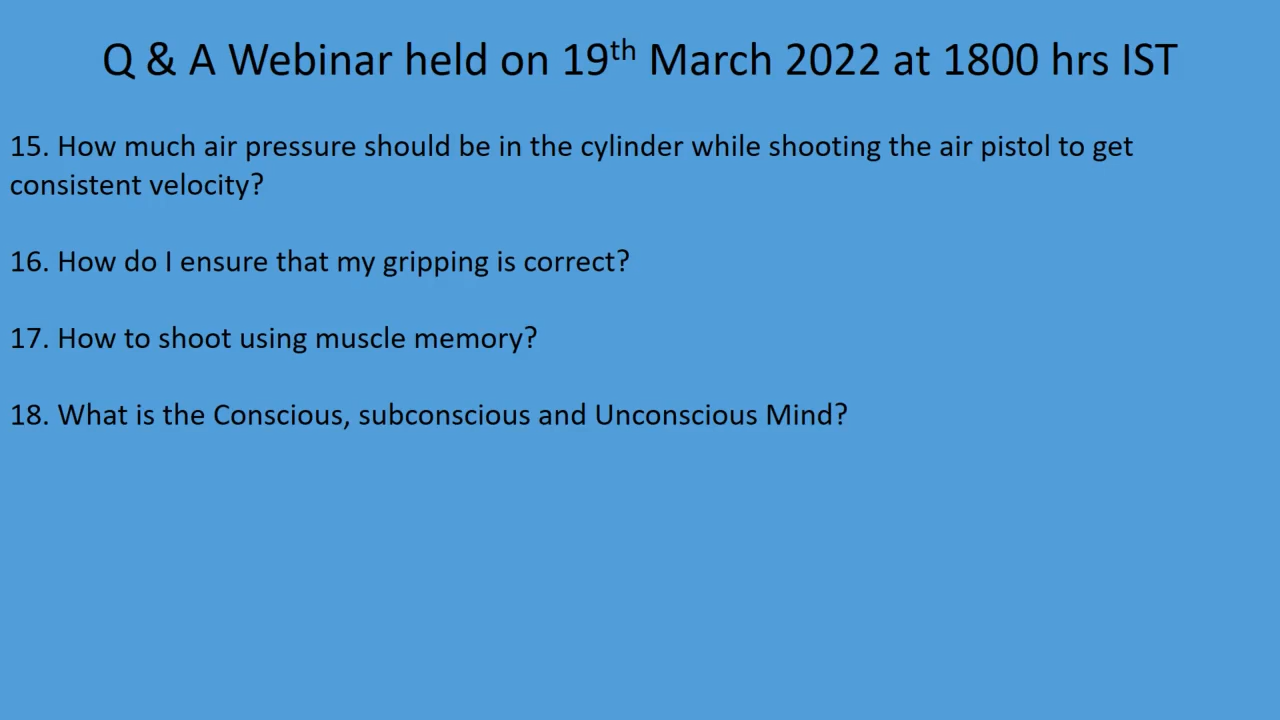 Q & A Webinar held on 19th March 2022 at 1800 hrs IST
15. How much air pressure should be in the cylinder while shooting the air pistol to get
consistent velocity?
16. How do I ensure that my gripping is correct?
17. How to shoot using muscle memory?
18. What is the Conscious, subconscious and Unconscious Mind?